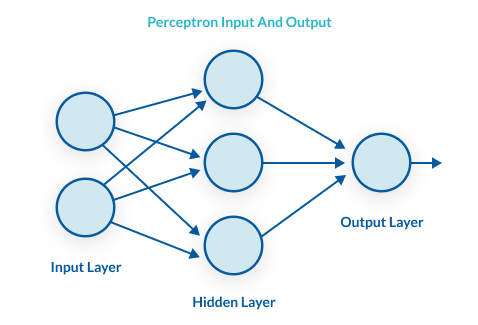 Perceptron Input And Output
Input Layer
Hidden Layer
Output Layer